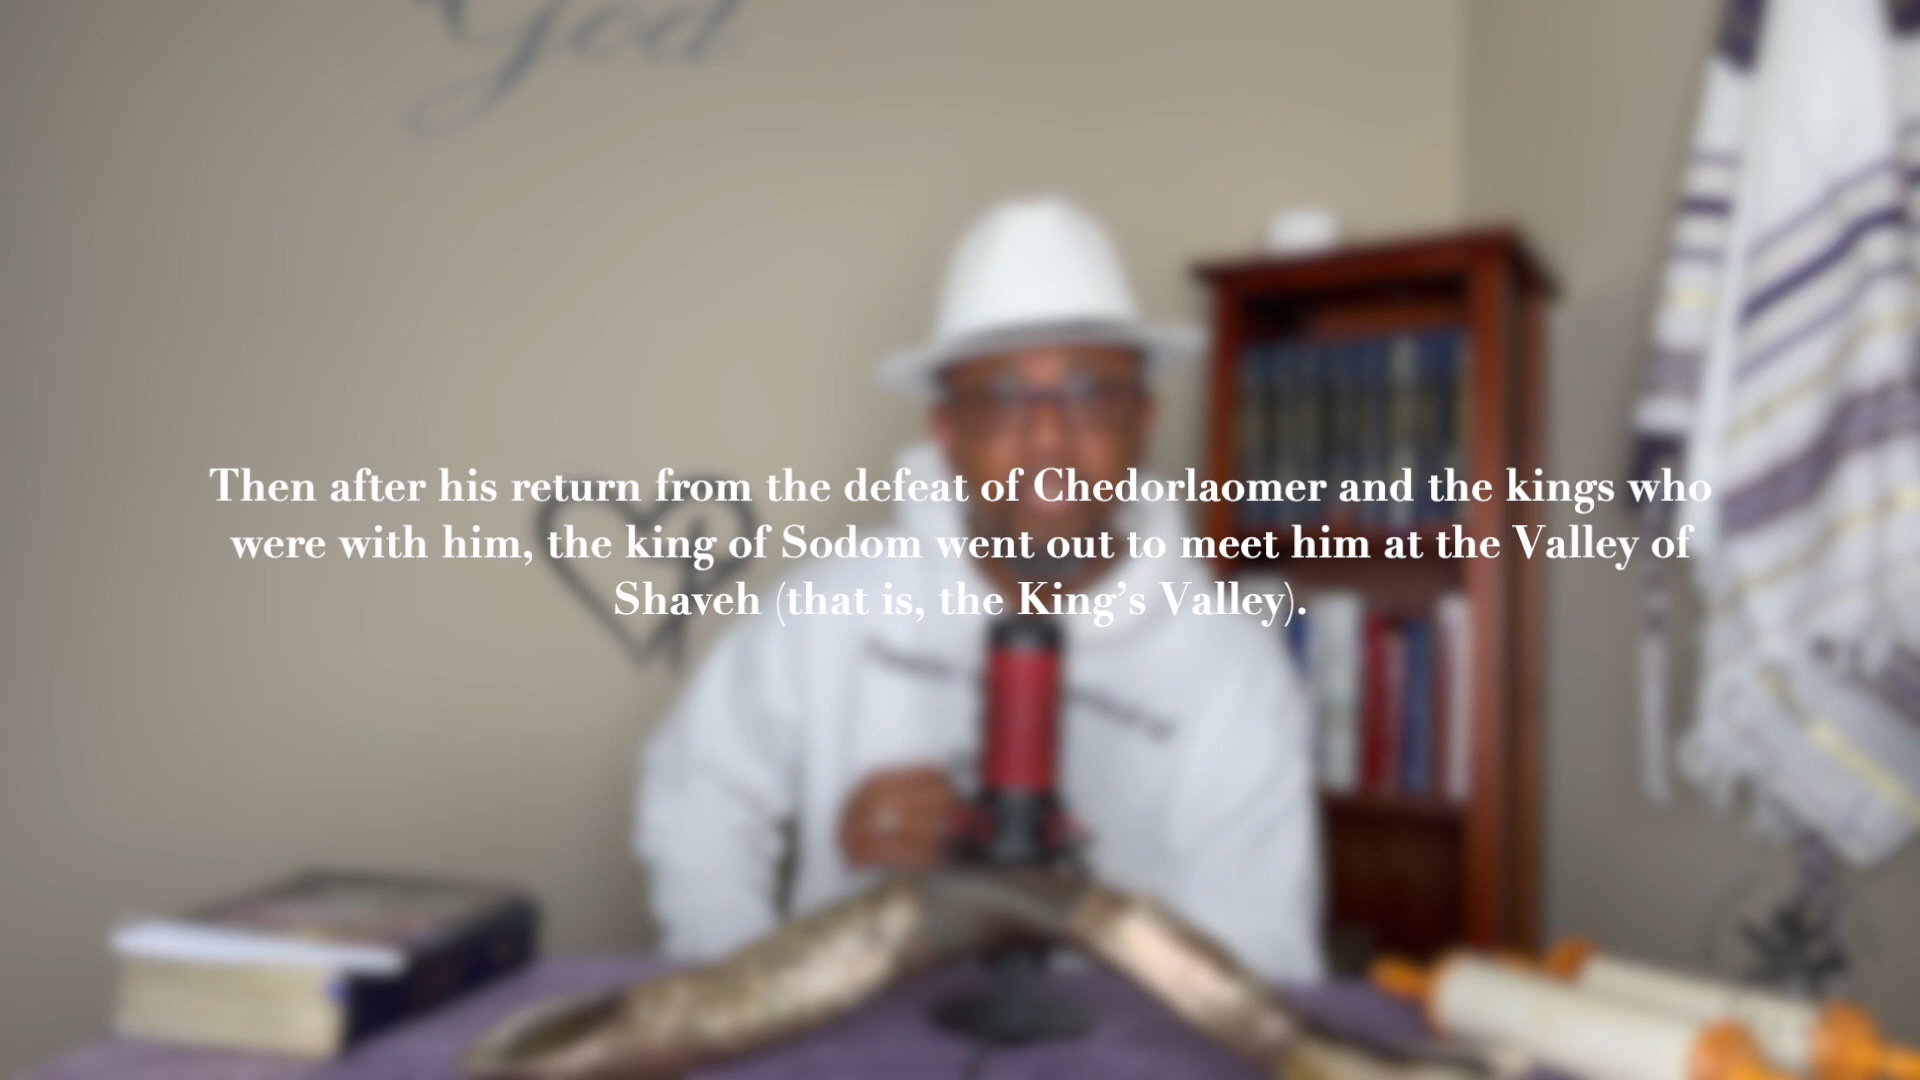 God
Then after his return from the defeat of Chedorlaomer and the kings who
were with him, the king of Sodom went out to meet him at the Valley of
Shaveh (that is, the King’s Valley).